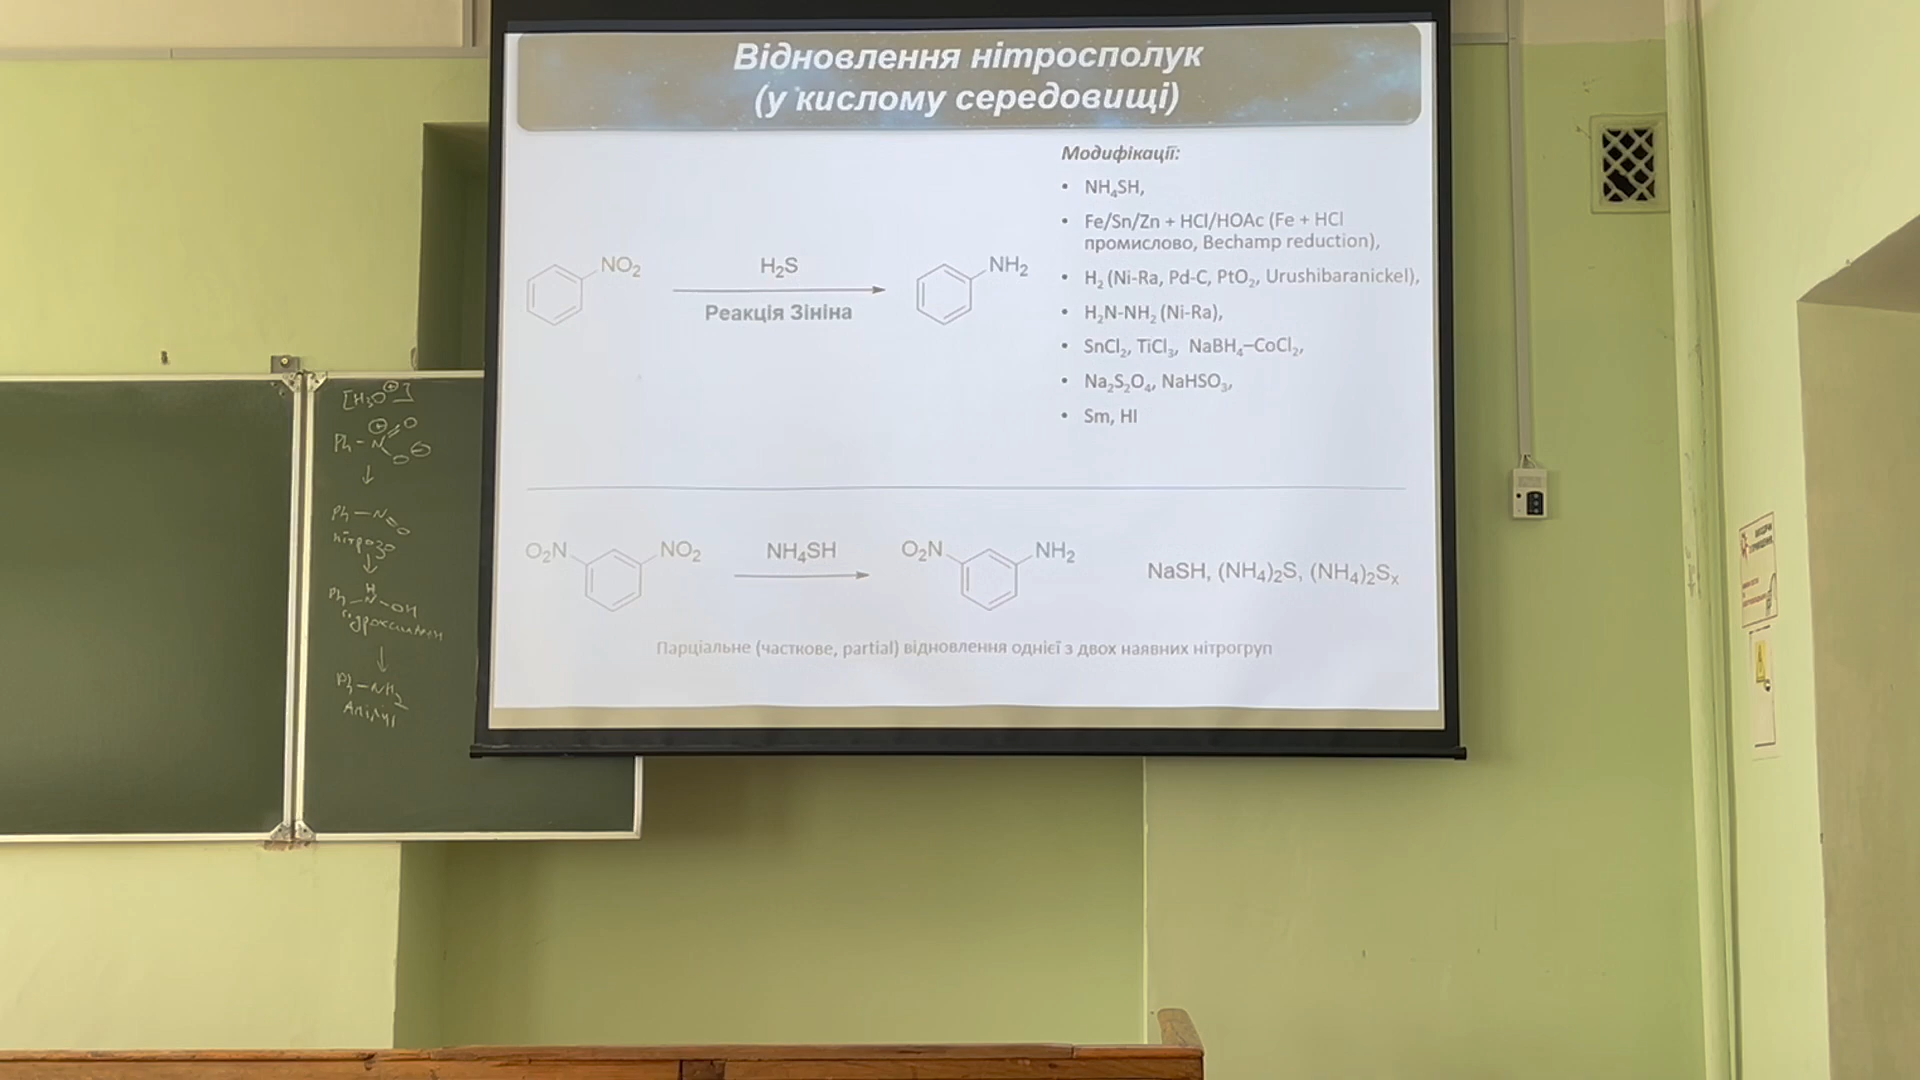 Відновлення нітросполук
(у кислому середовищі)
Модифікації:
• NH₄SH,
• Fe/Sn/Zn + HCl/HOAc (Fe + HCl
промислово, Bechamp reduction),
• H₂ (Ni-Ra, Pd-C, PtO₂, Urushibaranickel),
• H₂N-NH₂ (Ni-Ra),
• SnCl₂, TiCl₃, NaBH₄–CoCl₂,
• Na₂S₂O₄, NaHSO₃,
• Sm, HI
NO₂
H₂S
Реакція Зініна
NH₂
O₂N
NO₂
NH₄SH
O₂N
NH₂
NaSH, (NH₄)₂S, (NH₄)₂Sₓ
Парціальне (часткове, partial) відновлення однієї з двох наявних нітрогруп
[H₃O⊕]
Ph–N⊕=O
O⊖
↓
Ph–N=O
нітрозо
↓
H
Ph–N–OH
↓
Ph–NH₂
Анілін